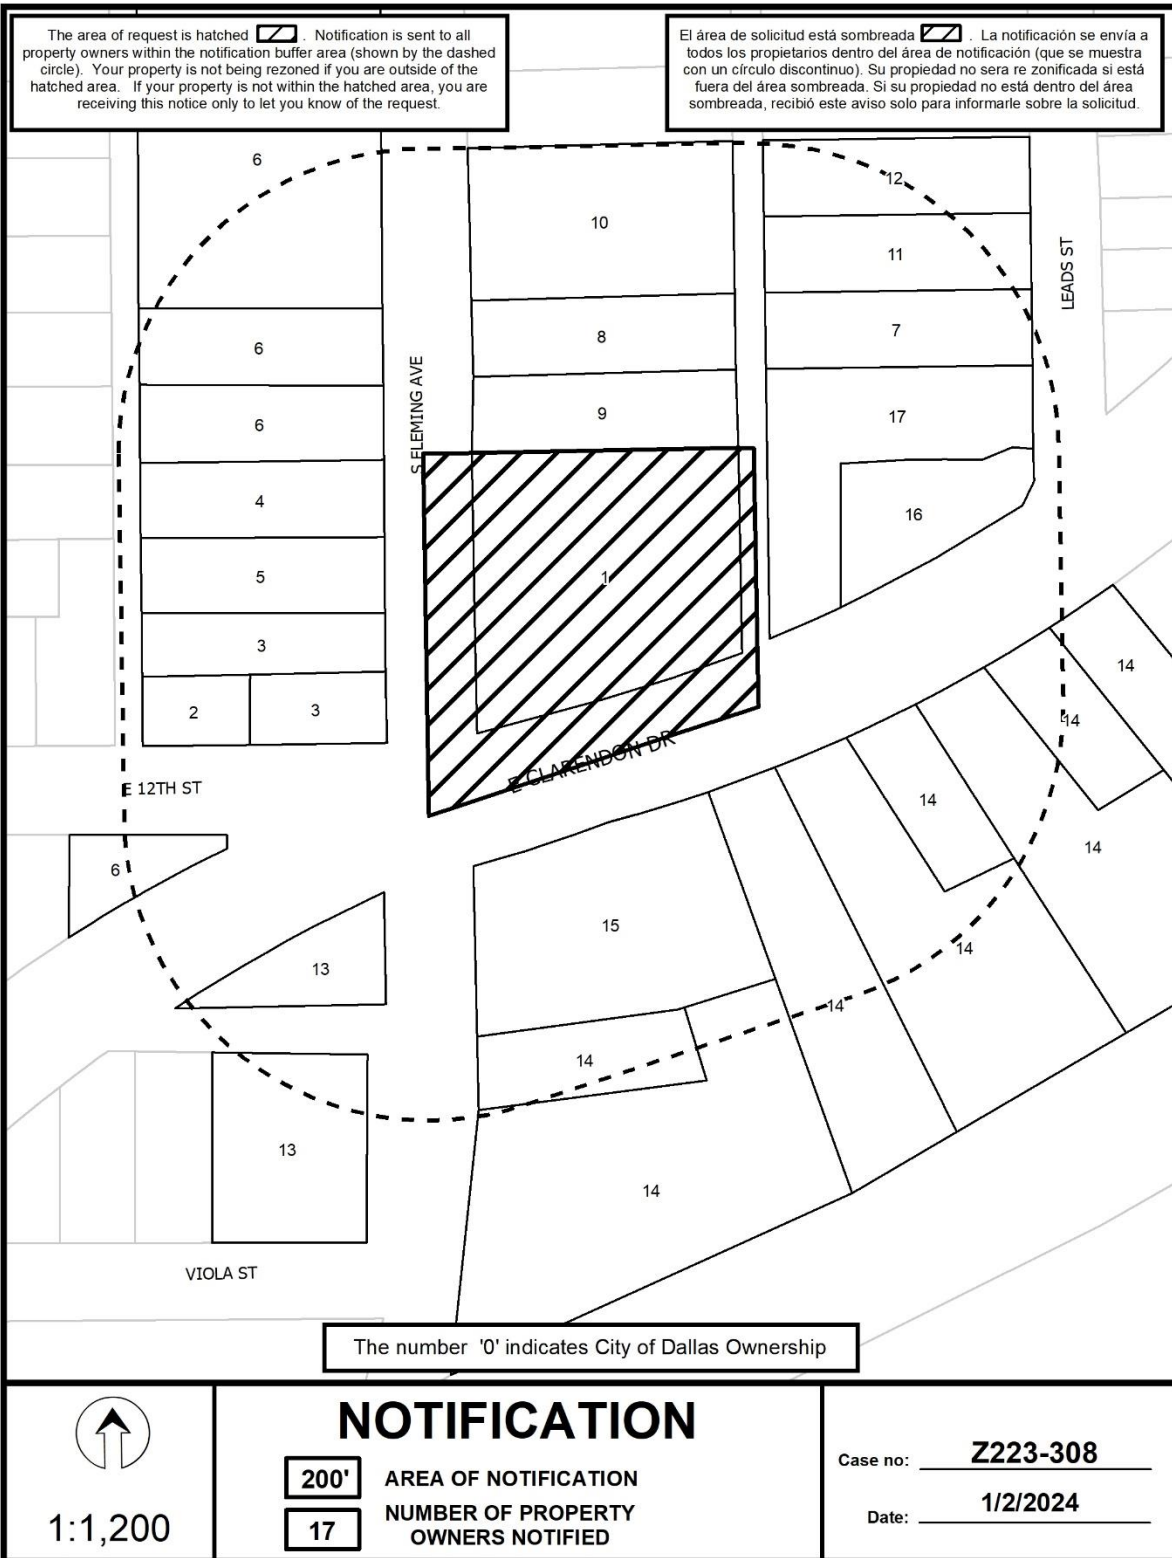 The area of request is hatched . Notification is sent to all
property owners within the notification buffer area (shown by the dashed
circle). Your property is not being rezoned if you are outside of the
hatched area. If your property is not within the hatched area, you are
receiving this notice only to let you know of the request.
El área de solicitud está sombreada . La notificación se envía a
todos los propietarios dentro del área de notificación (que se muestra
con un círculo discontinuo). Su propiedad no sera re zonificada si está
fuera del área sombreada. Si su propiedad no está dentro del área
sombreada, recibió este aviso solo para informarle sobre la solicitud.
6
12
10
11
LEADS ST
8
7
6
S FLEMING AVE
9
17
6
4
16
5
1
3
14
2
3
14
E CLARENDON DR
E 12TH ST
14
14
6
15
14
13
14
14
13
14
VIOLA ST
The number '0' indicates City of Dallas Ownership
1:1,200
NOTIFICATION
200' AREA OF NOTIFICATION
17 NUMBER OF PROPERTY
OWNERS NOTIFIED
Case no: Z223-308
Date: 1/2/2024